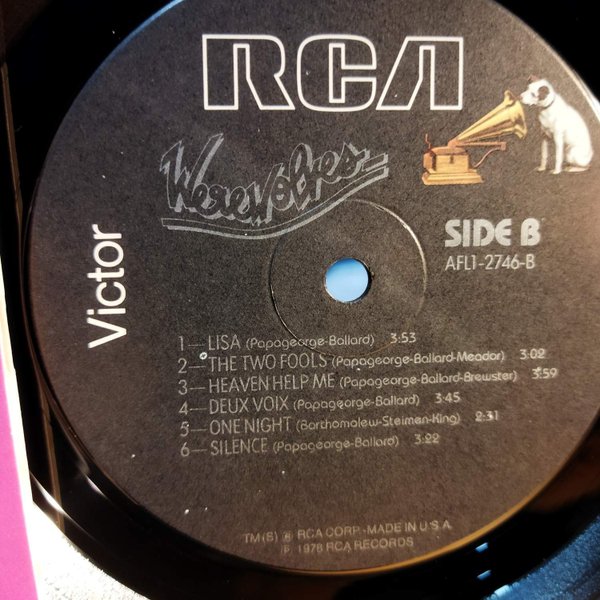 RCA
Werewolves
Victor
SIDE B
AFL1-2746-B
1—LISA (Papageorge-Ballard) 3:53
2—THE TWO FOOLS (Papageorge-Ballard-Meador) 3:02
3—HEAVEN HELP ME (Papageorge-Ballard-Brewster) 3:59
4—DEUX VOIX (Papageorge-Ballard) 3:45
5—ONE NIGHT (Bartholomew-Steimen-King) 2:31
6—SILENCE (Papageorge-Ballard) 3:22
TM(S) ® RCA CORP.-MADE IN U.S.A.
℗ 1978 RCA RECORDS